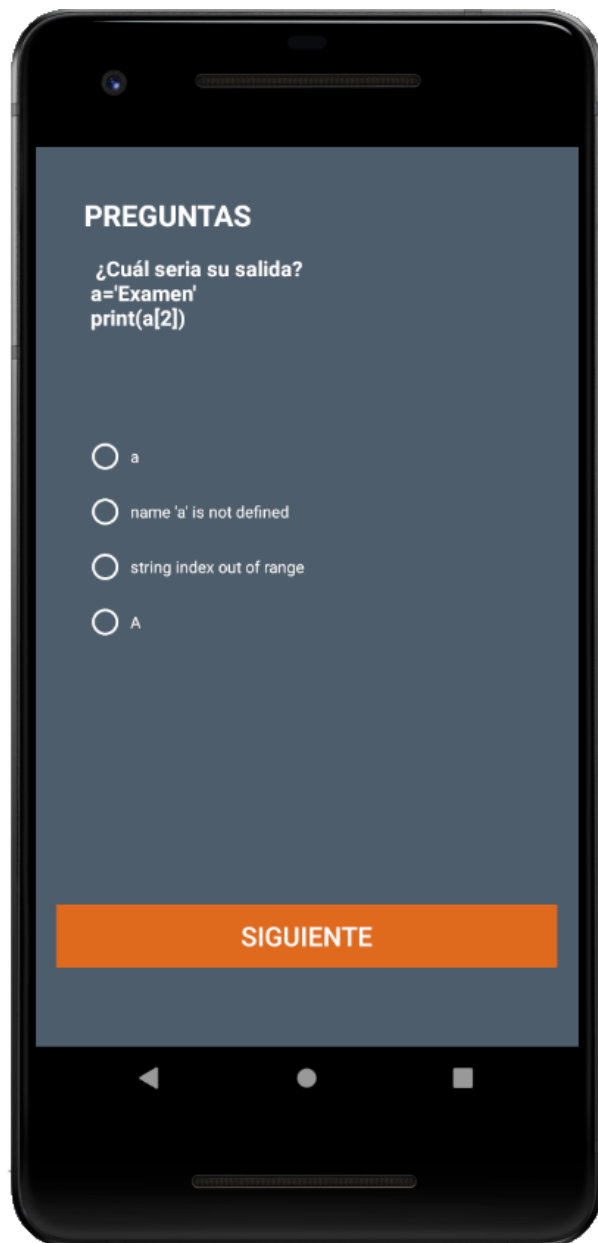 PREGUNTAS
¿Cuál seria su salida?
a='Examen'
print(a[2])
a
name 'a' is not defined
string index out of range
A
SIGUIENTE